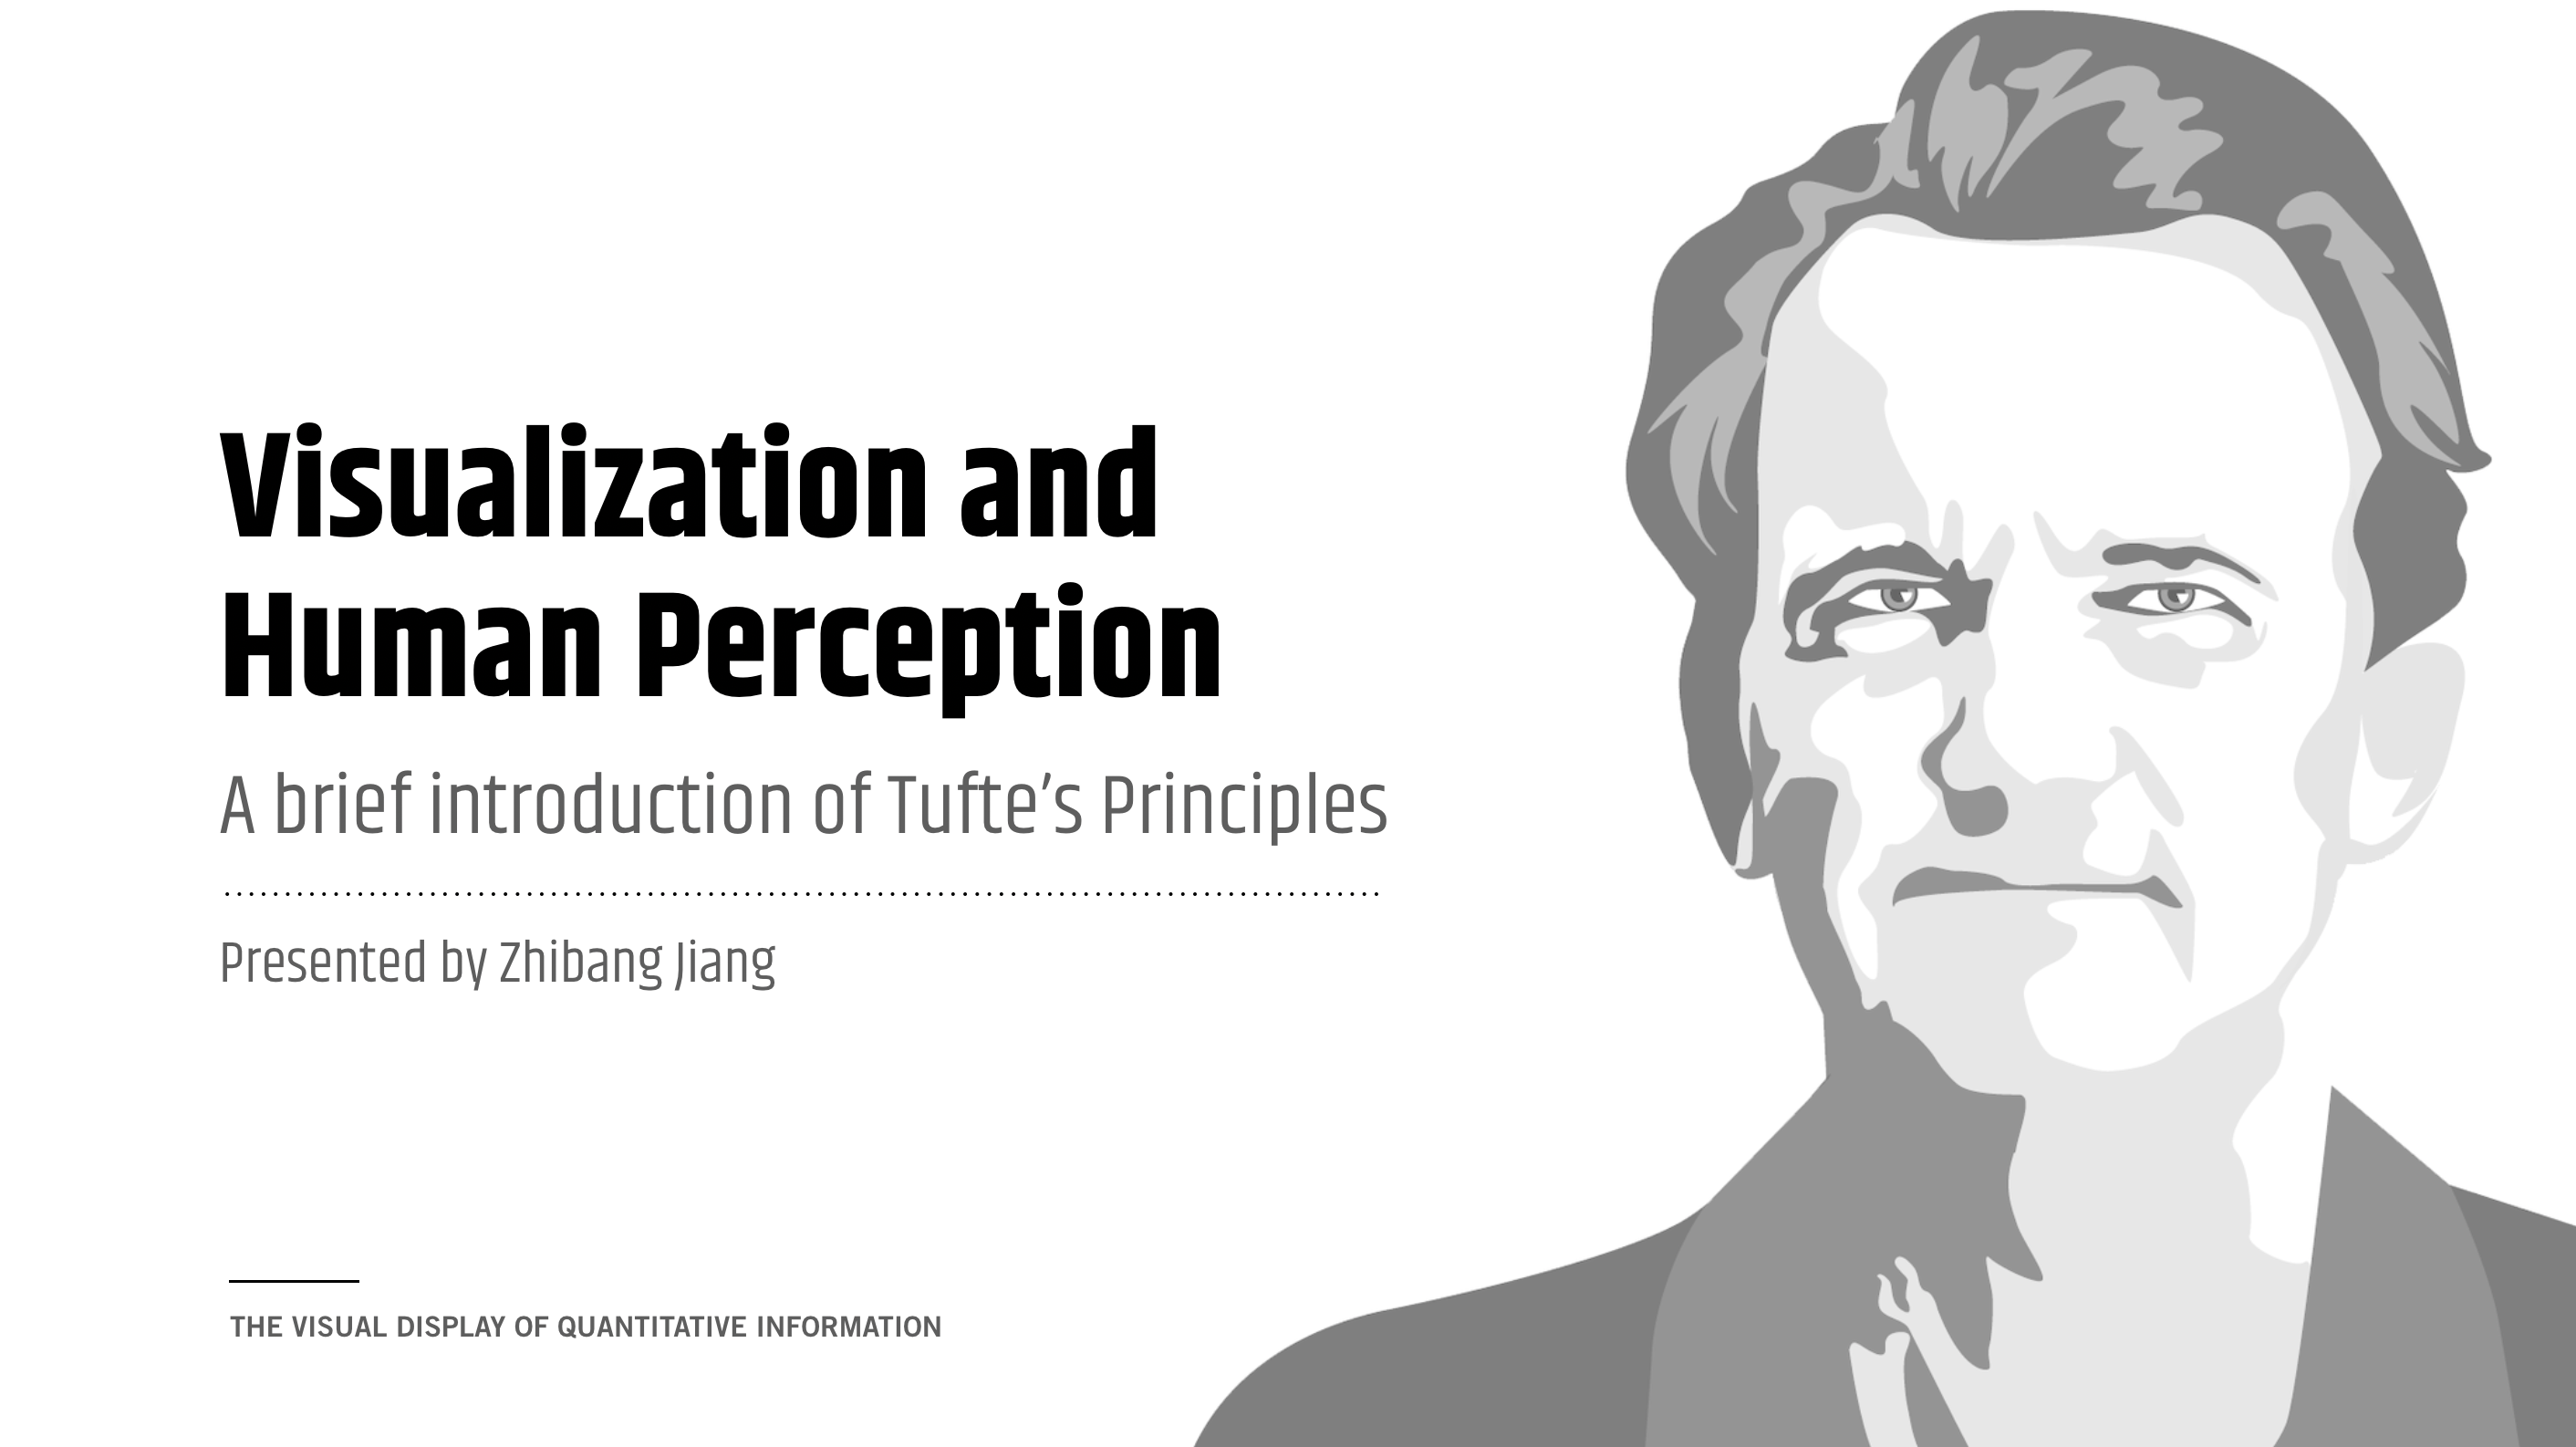 Visualization and
Human Perception
A brief introduction of Tufte’s Principles
Presented by Zhibang Jiang
THE VISUAL DISPLAY OF QUANTITATIVE INFORMATION